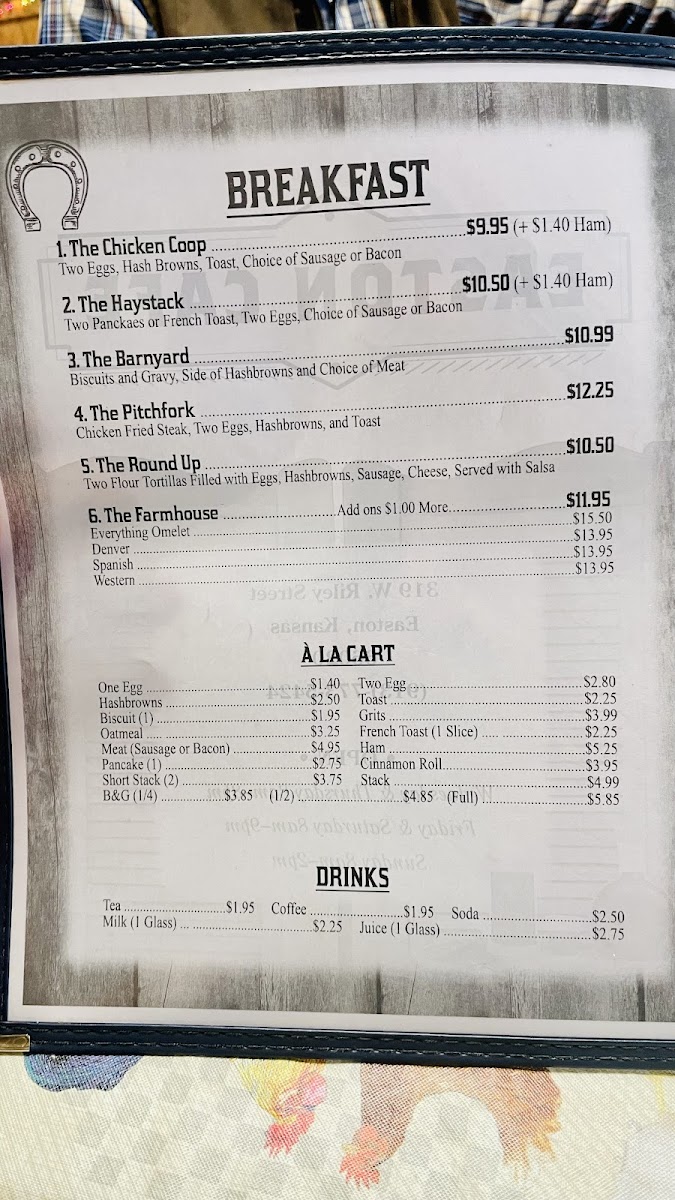 BREAKFAST
1. The Chicken Coop ... $9.95 (+ $1.40 Ham)
Two Eggs, Hash Browns, Toast, Choice of Sausage or Bacon
2. The Haystack ... $10.50 (+ $1.40 Ham)
Two Panckaes or French Toast, Two Eggs, Choice of Sausage or Bacon
3. The Barnyard ... $10.99
Biscuits and Gravy, Side of Hashbrowns and Choice of Meat
4. The Pitchfork ... $12.25
Chicken Fried Steak, Two Eggs, Hashbrowns, and Toast
5. The Round Up ... $10.50
Two Flour Tortillas Filled with Eggs, Hashbrowns, Sausage, Cheese, Served with Salsa
6. The Farmhouse ... Add ons $1.00 More ... $11.95
Everything Omelet ... $15.50
Denver ... $13.95
Spanish ... $13.95
Western ... $13.95
À LA CART
One Egg ... $1.40 Two Egg ... $2.80
Hashbrowns ... $2.50 Toast ... $2.25
Biscuit (1) ... $1.95 Grits ... $3.99
Oatmeal ... $3.25 French Toast (1 Slice) ... $2.25
Meat (Sausage or Bacon) ... $4.95 Ham ... $5.25
Pancake (1) ... $2.75 Cinnamon Roll ... $3.95
Short Stack (2) ... $3.75 Stack ... $4.99
B&G (1/4) ... $3.85 (1/2) ... $4.85 (Full) ... $5.85
DRINKS
Tea ... $1.95 Coffee ... $1.95 Soda ... $2.50
Milk (1 Glass) ... $2.25 Juice (1 Glass) ... $2.75
EASTON CAFE
319 W. Riley Street
Easton, Kansas
Friday & Saturday 8am-9pm
Sunday 8am-2pm